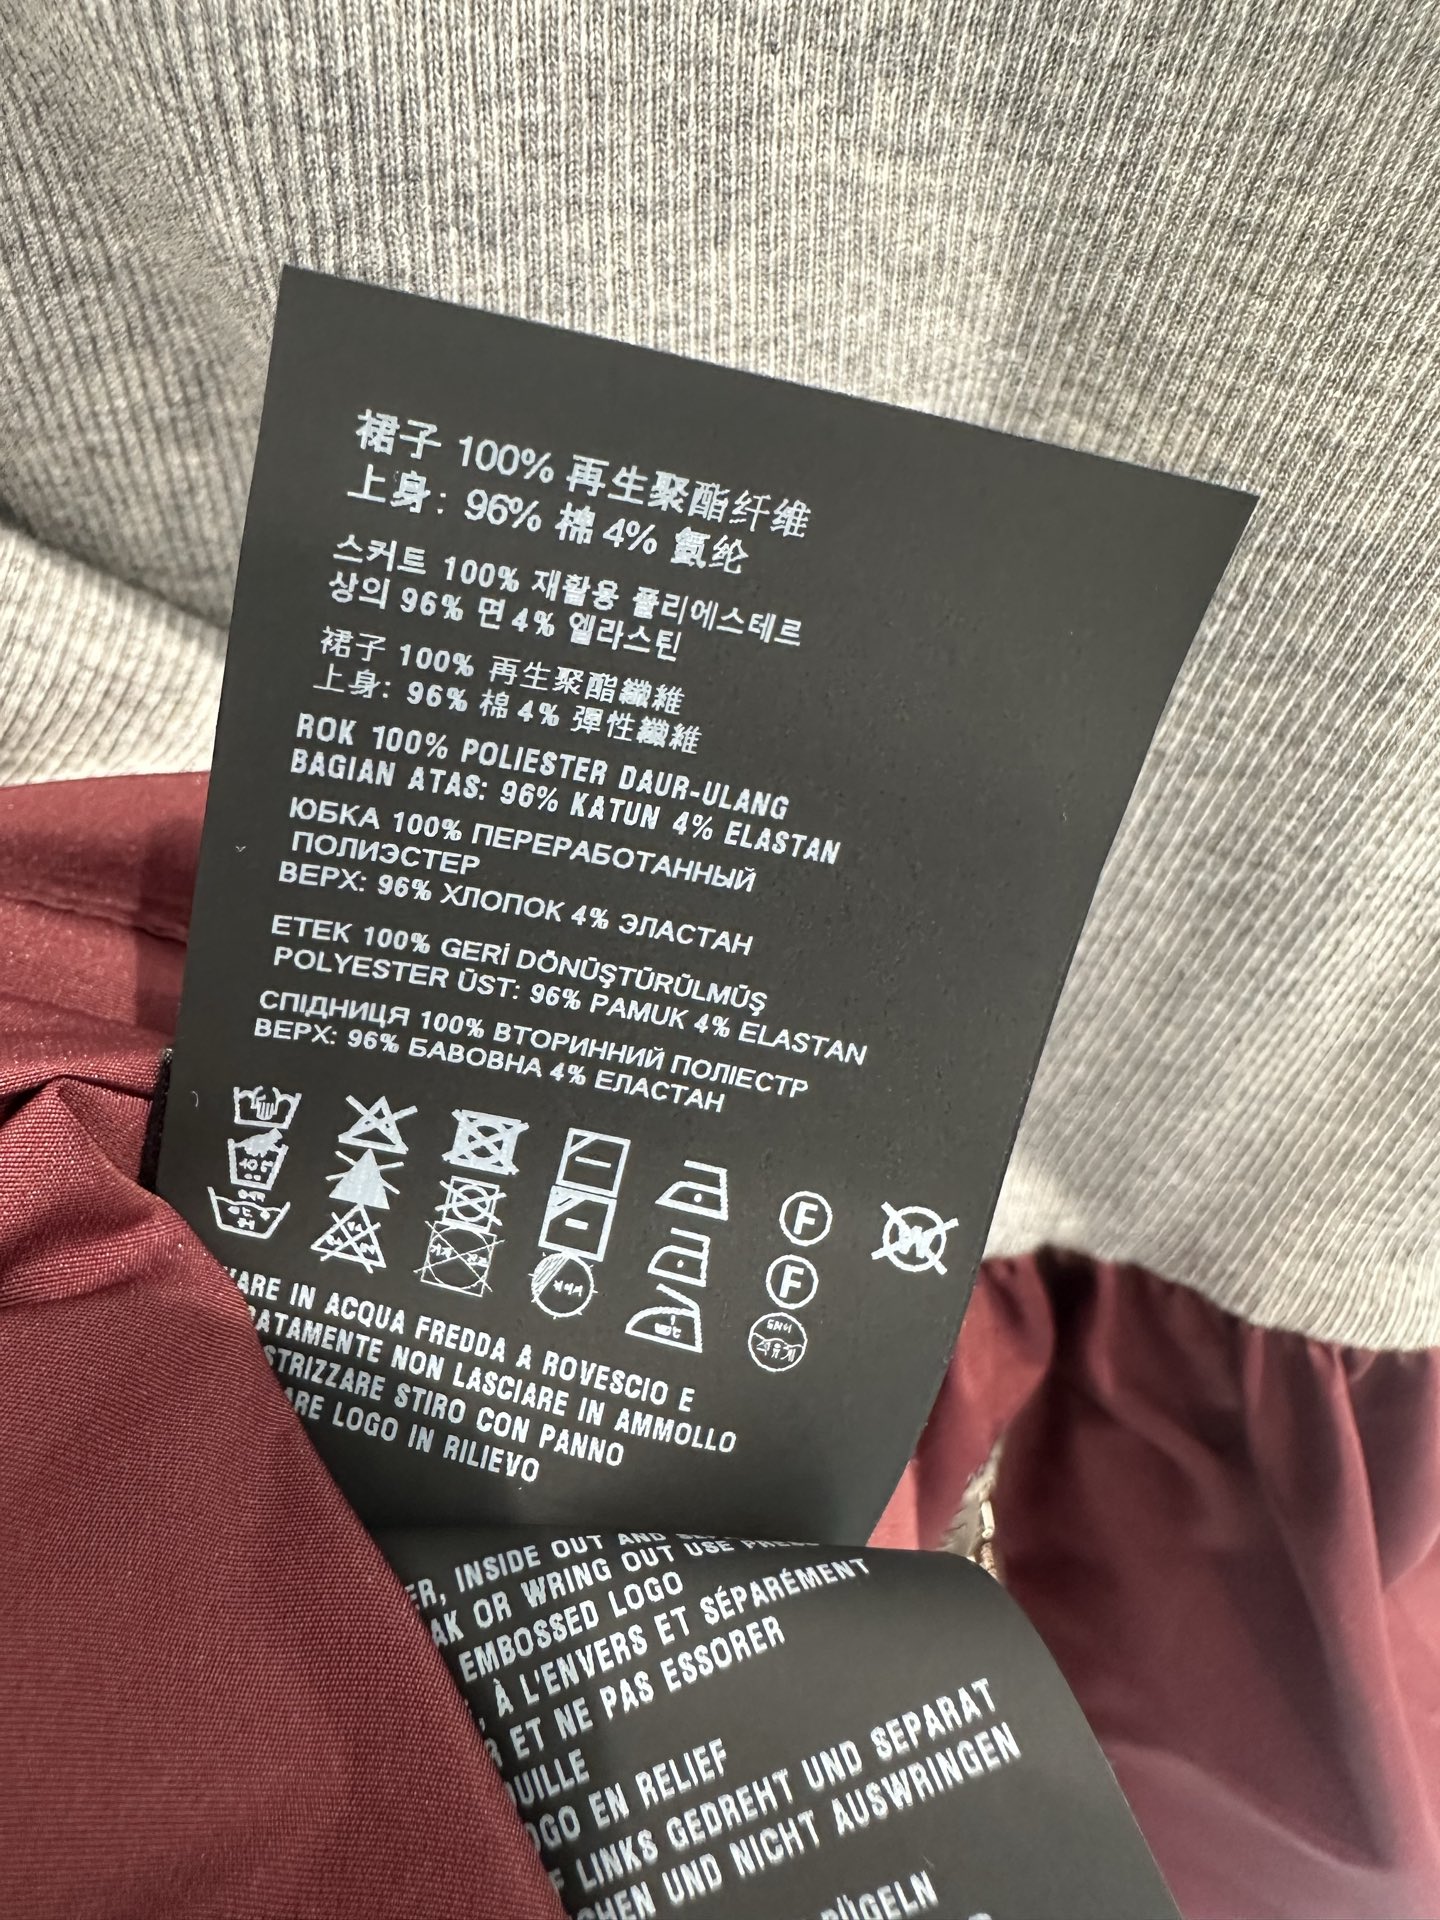 裙子 100% 再生聚酯纤维
上身: 96% 棉 4% 氨纶
스커트 100% 재활용 폴리에스테르
상의 96% 면 4% 엘라스틴
裙子 100% 再生聚酯纖維
上身: 96% 棉 4% 彈性纖維
ROK 100% POLIESTER DAUR-ULANG
BAGIAN ATAS: 96% KATUN 4% ELASTAN
ЮБКА 100% ПЕРЕРАБОТАННЫЙ
ПОЛИЭСТЕР
ВЕРХ: 96% ХЛОПОК 4% ЭЛАСТАН
ETEK 100% GERİ DÖNÜŞTÜRÜLMÜŞ
POLYESTER ÜST: 96% PAMUK 4% ELASTAN
СПІДНИЦЯ 100% ВТОРИННИЙ ПОЛІЕСТР
ВЕРХ: 96% БАВОВНА 4% ЕЛАСТАН
F
F
IN ACQUA FREDDA A ROVESCIO E
NON LASCIARE IN AMMOLLO
STRIZZARE STIRO CON PANNO
LOGO IN RILIEVO
INSIDE OUT AND
OR WRING OUT USE
EMBOSSED LOGO
À L'ENVERS ET SÉPARÉMENT
ET NE PAS ESSORER
EN RELIEF
LINKS GEDREHT UND SEPARAT
UND NICHT AUSWRINGEN